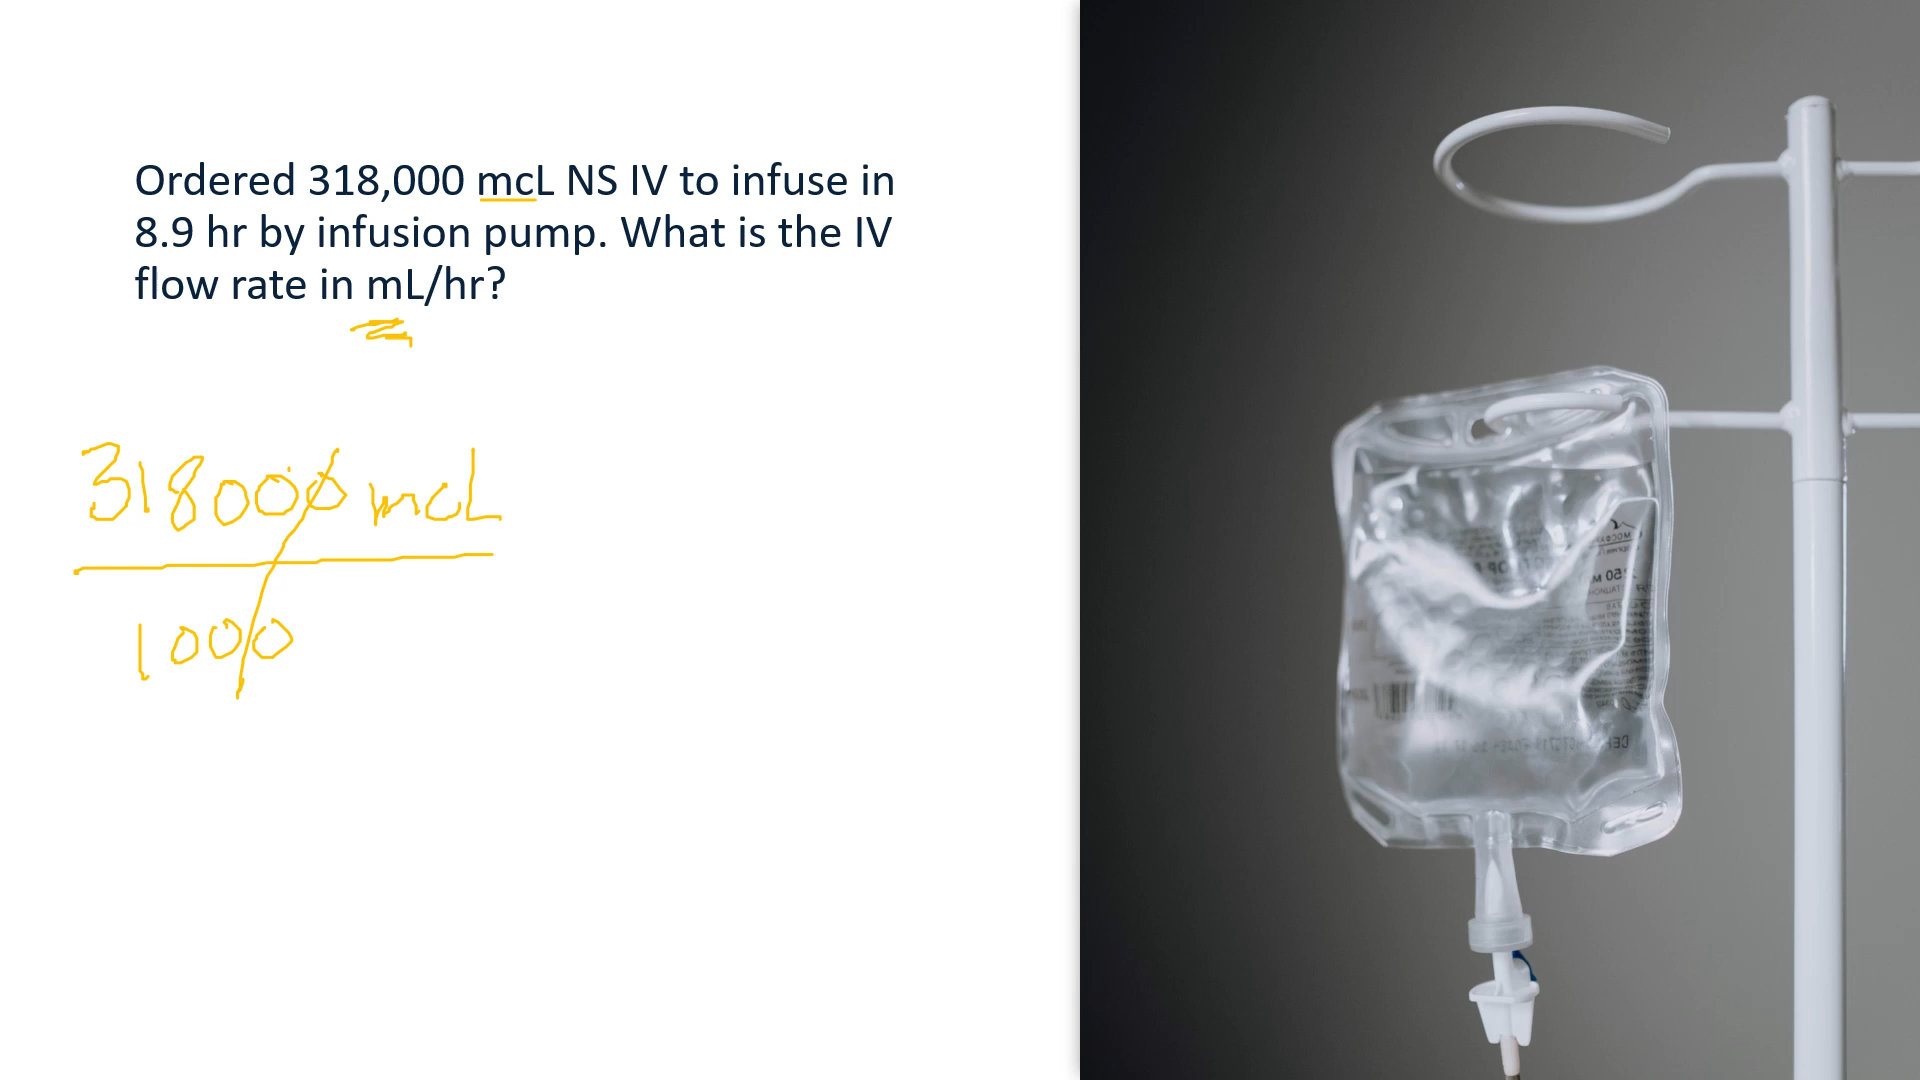 Ordered 318,000 mcL NS IV to infuse in
8.9 hr by infusion pump. What is the IV
flow rate in mL/hr?
318000 mcL
1000